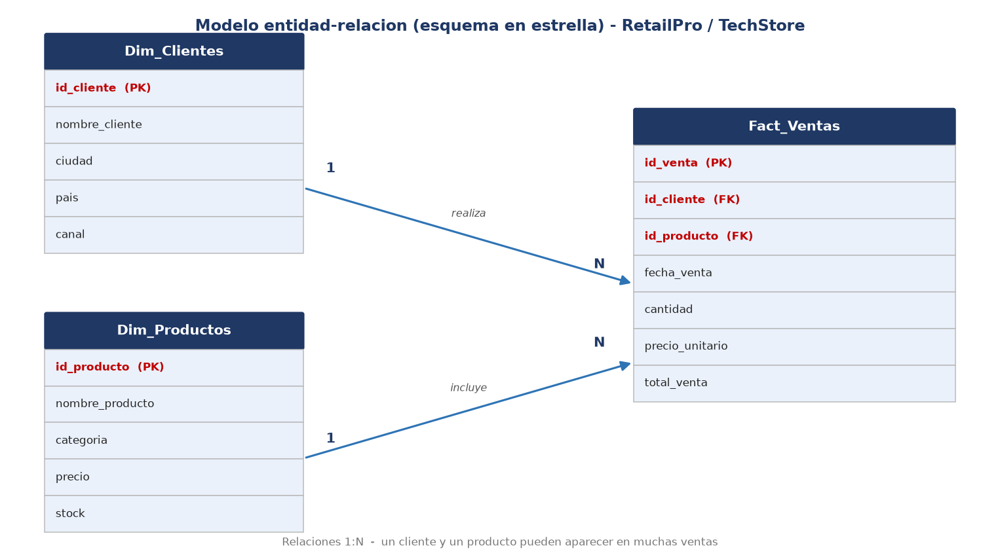 Modelo entidad-relacion (esquema en estrella) - RetailPro / TechStore
Dim_Clientes
id_cliente (PK)
nombre_cliente
ciudad
pais
canal
1
realiza
N
Fact_Ventas
id_venta (PK)
id_cliente (FK)
id_producto (FK)
fecha_venta
cantidad
precio_unitario
total_venta
Dim_Productos
id_producto (PK)
nombre_producto
categoria
precio
stock
1
incluye
N
Relaciones 1:N - un cliente y un producto pueden aparecer en muchas ventas